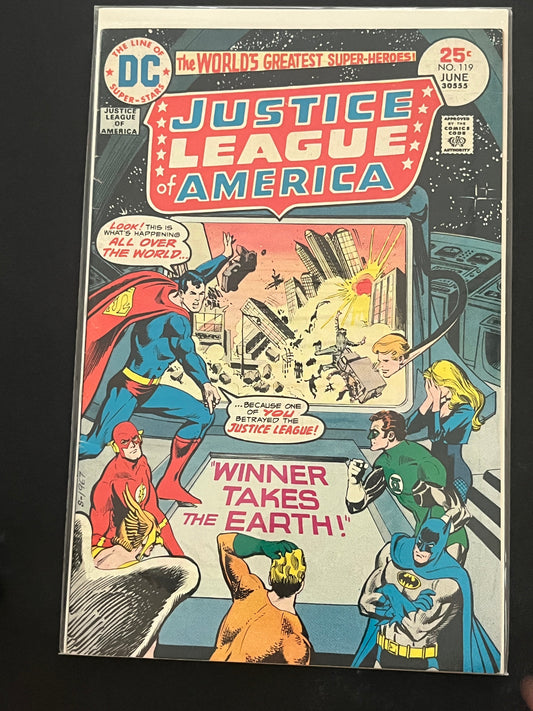 THE LINE OF
DC
SUPER-STARS
The WORLD'S GREATEST SUPER-HEROES!
25¢
NO. 119
JUNE
30555
JUSTICE
LEAGUE
OF
AMERICA
JUSTICE
LEAGUE
of AMERICA
APPROVED
BY THE
COMICS
CODE
AUTHORITY
LOOK! THIS IS
WHAT'S HAPPENING
ALL OVER
THE WORLD...
...BECAUSE ONE
OF YOU
BETRAYED THE
JUSTICE LEAGUE!
"WINNER
TAKES
THE EARTH!"
8-1967